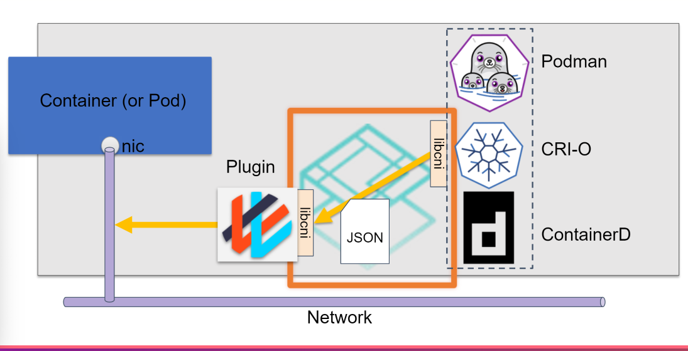 Podman
Container (or Pod)
nic
libcni
CRI-O
Plugin
libcni
JSON
ContainerD
Network